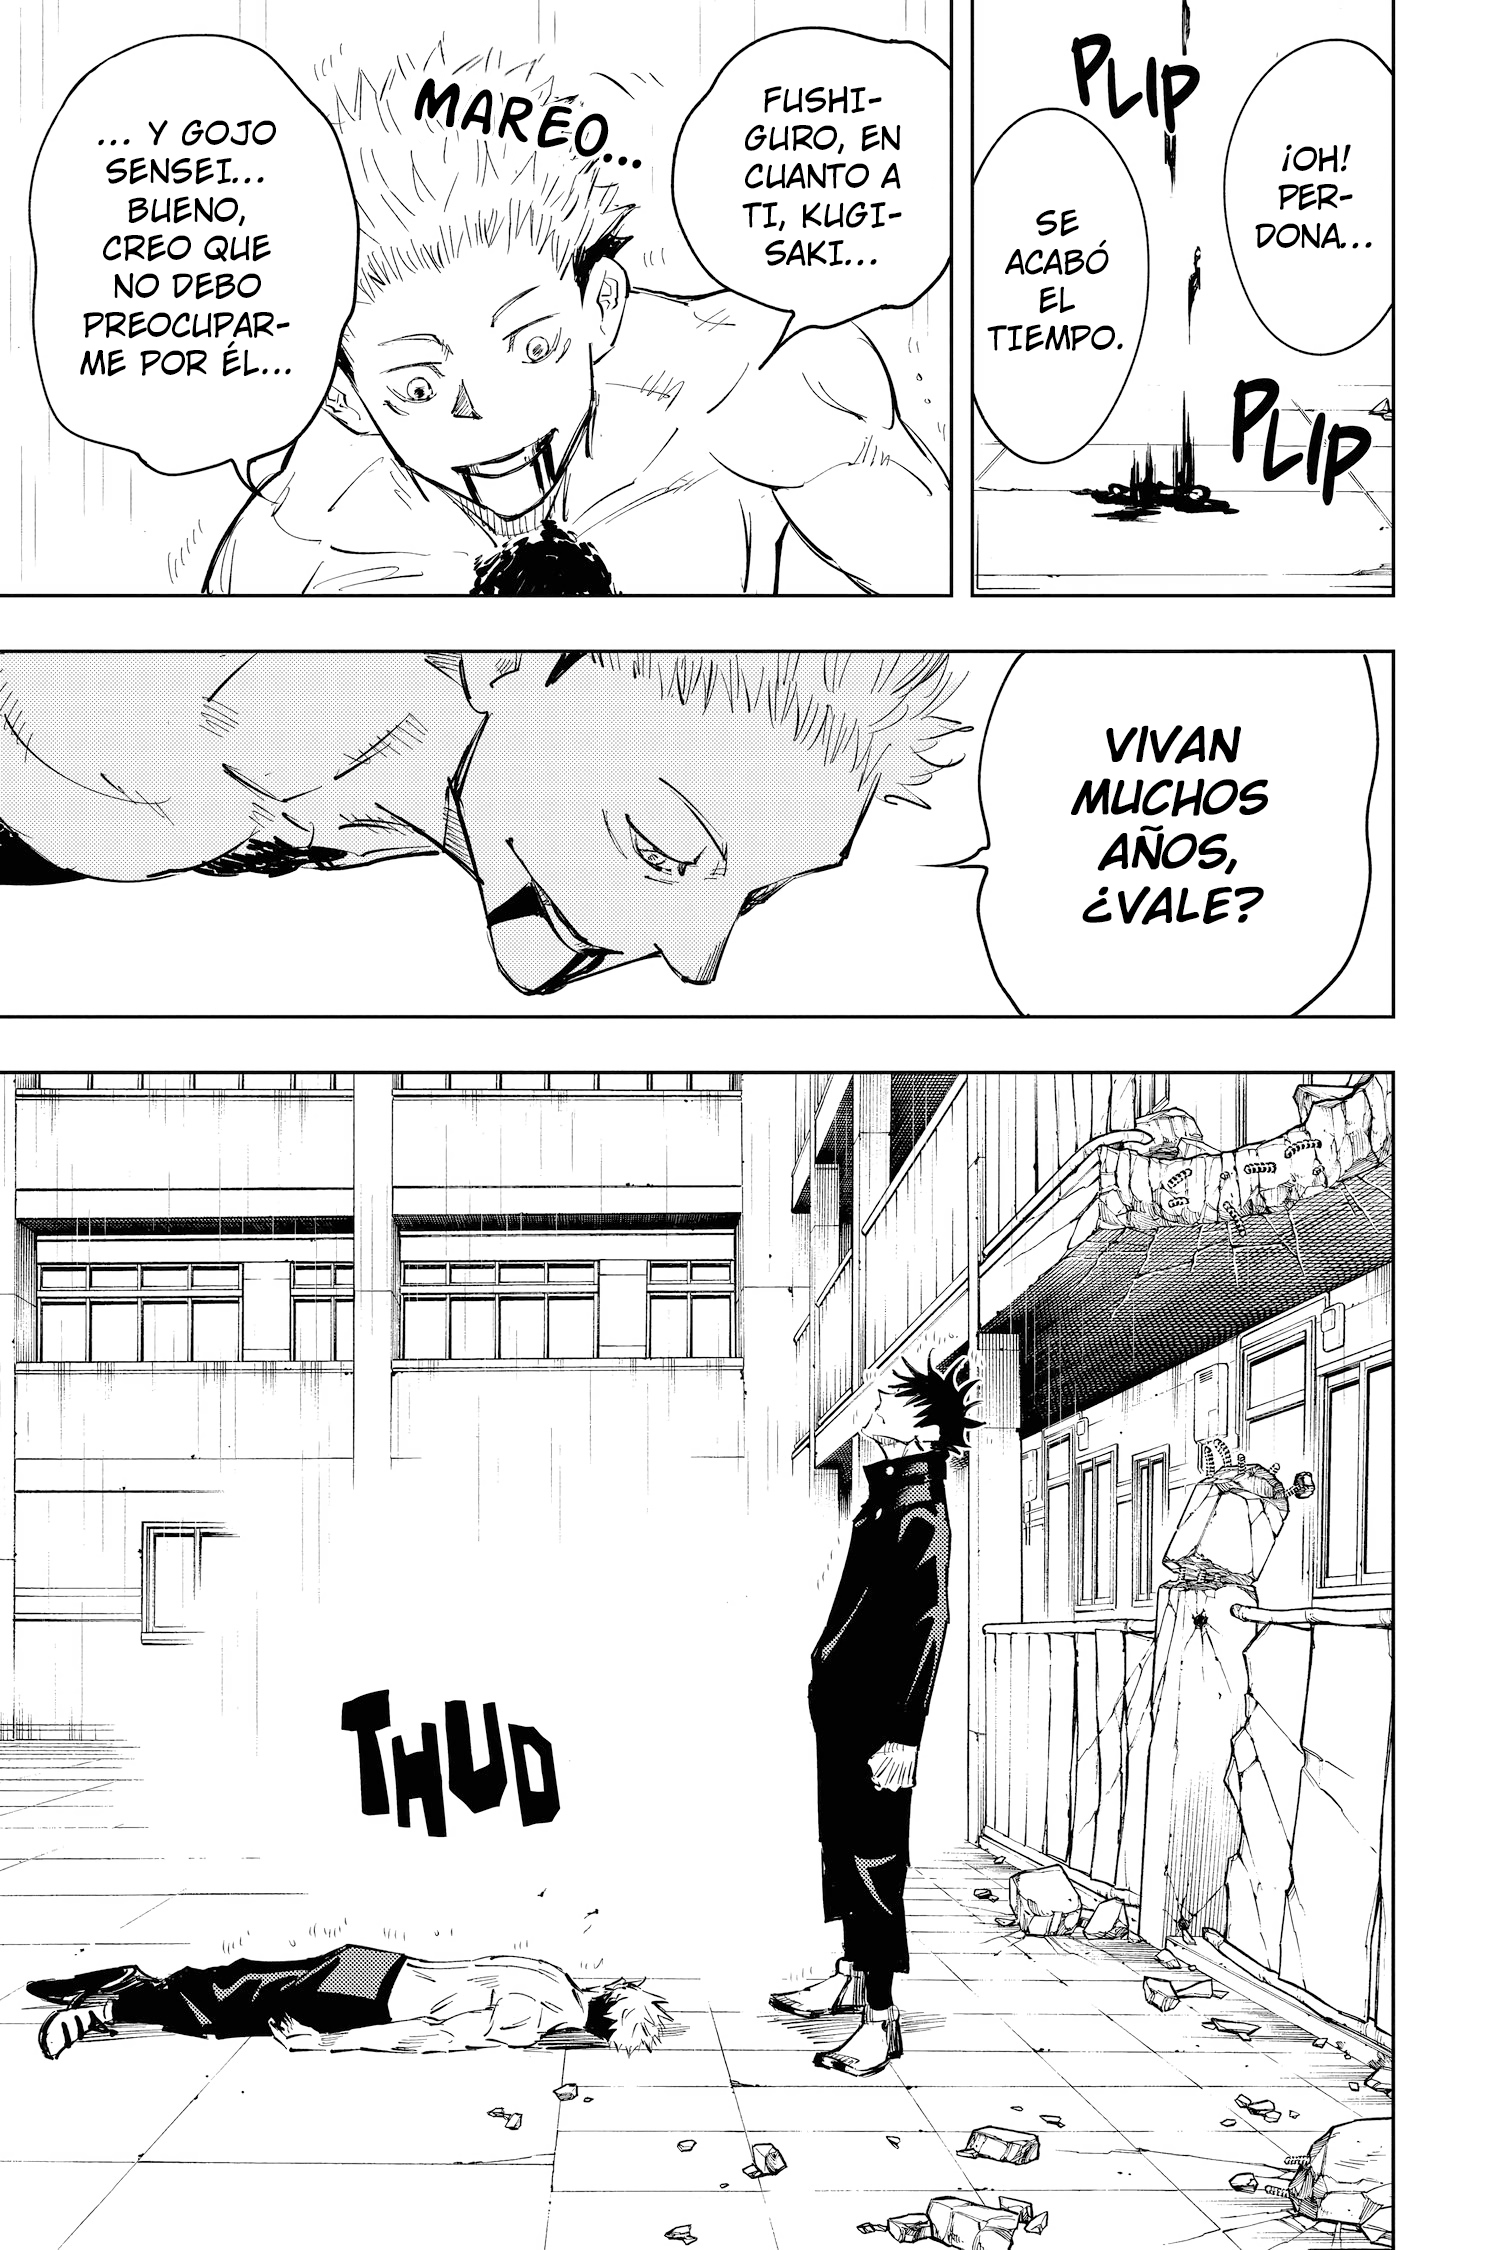 PLIP
¡OH!
PER-
DONA...
SE
ACABÓ
EL
TIEMPO.
PLIP
FUSHI-
GURO, EN
CUANTO A
TI, KUGI-
SAKI...
MAREO...
... Y GOJO
SENSEI...
BUENO,
CREO QUE
NO DEBO
PREOCUPAR-
ME POR ÉL...
VIVAN
MUCHOS
AÑOS,
¿VALE?
THUD